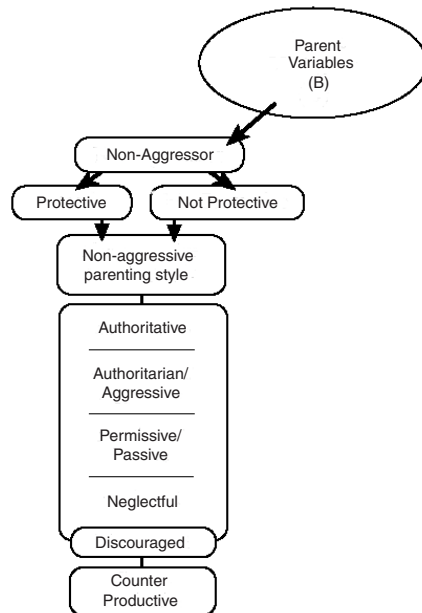 Parent
Variables
(B)
Non-Aggressor
Protective
Not Protective
Non-aggressive
parenting style
Authoritative
Authoritarian/
Aggressive
Permissive/
Passive
Neglectful
Discouraged
Counter
Productive